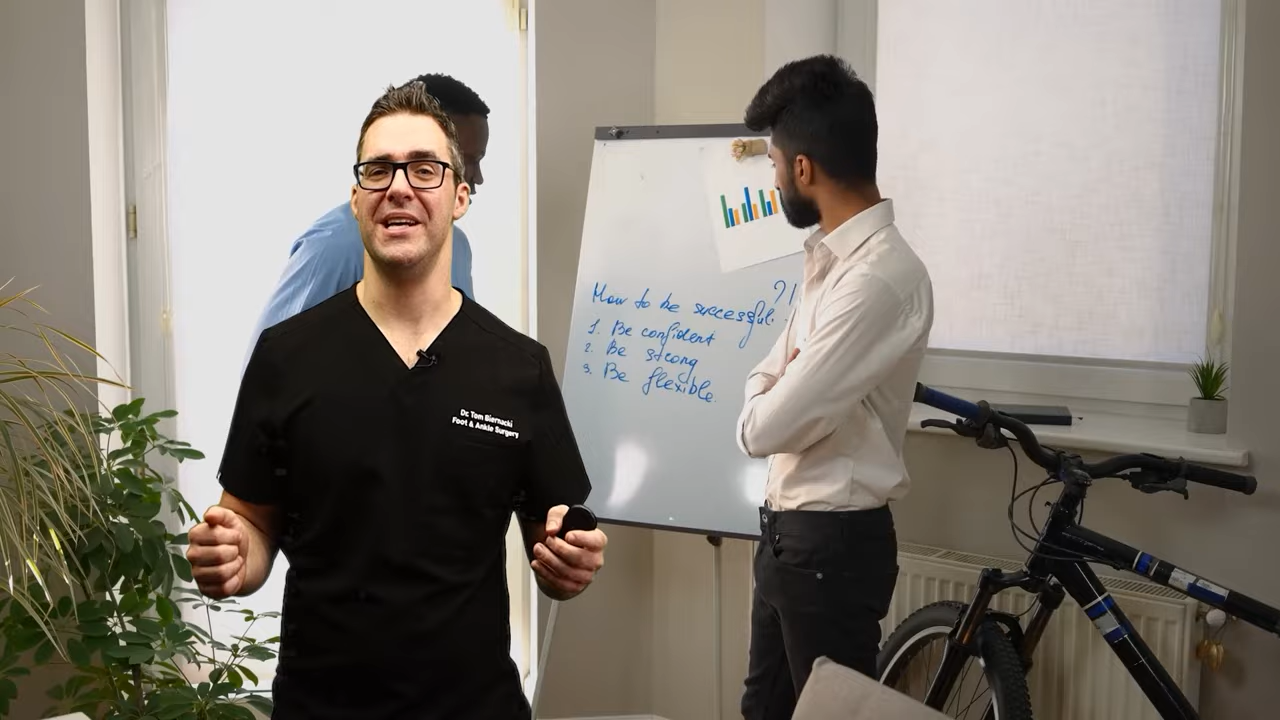 Dr. Tom Biernacki
Foot & Ankle Surgery
How to be successful?!
1. Be confident
2. Be strong
3. Be flexible.